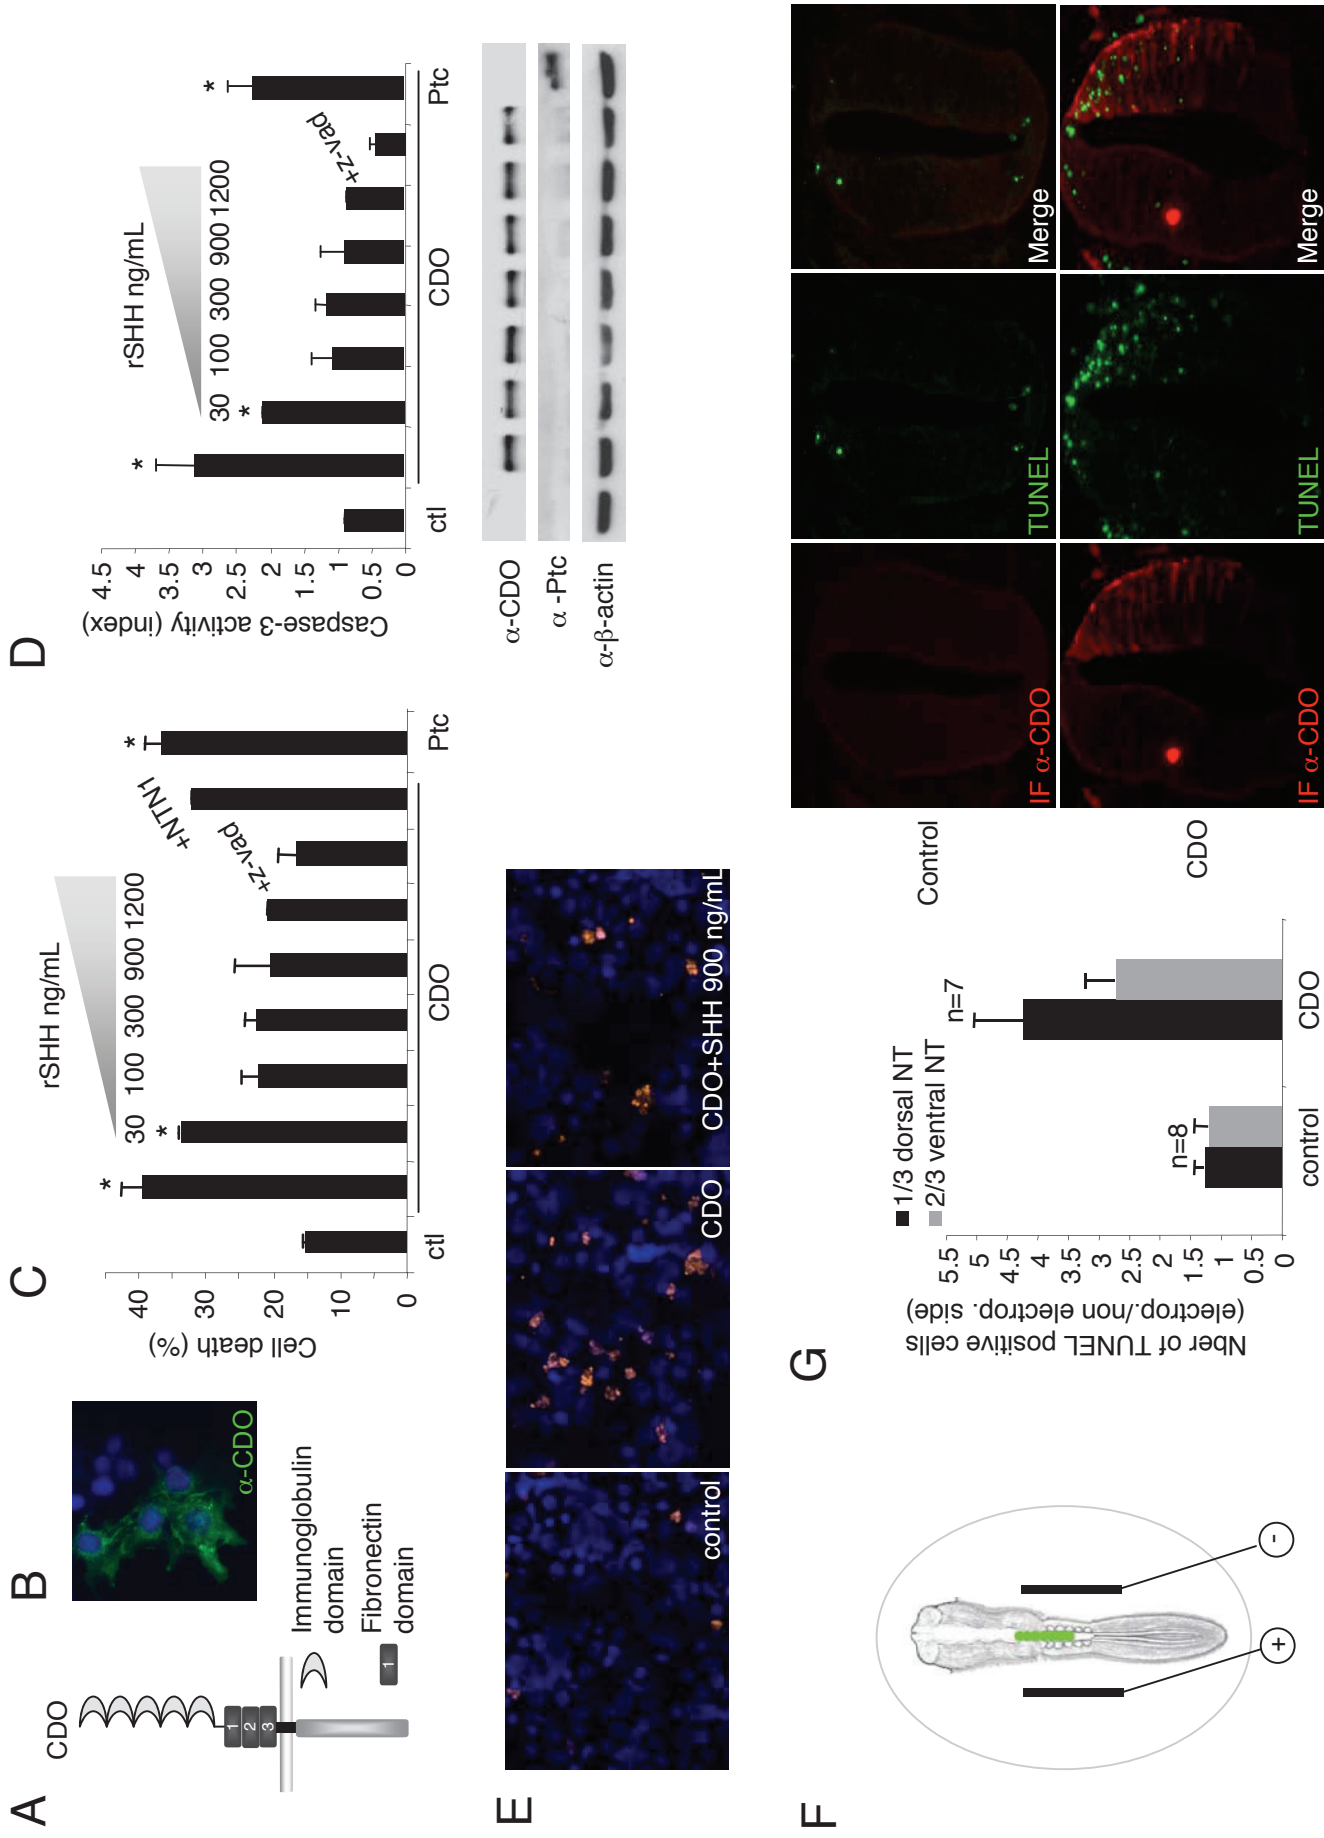 A
CDO
1
2
3
Immunoglobulin
domain
1
Fibronectin
domain
B
α-CDO
C
rSHH ng/mL
30 100 300 900 1200
Cell death (%)
40
30
20
10
0
*
*
+z-vad
+NTN1
*
ctl
CDO
Ptc
D
rSHH ng/mL
30 100 300 900 1200
Caspase-3 activity (index)
4.5
4
3.5
3
2.5
2
1.5
1
0.5
0
*
*
+z-vad
*
ctl
CDO
Ptc
α-CDO
α -Ptc
α-β-actin
E
control
CDO
CDO+SHH 900 ng/mL
F
+
-
G
Nber of TUNEL positive cells
(electrop./non electrop. side)
5.5
5
4.5
4
3.5
3
2.5
2
1.5
1
0.5
0
1/3 dorsal NT
2/3 ventral NT
n=8
n=7
control
CDO
Control
IF α-CDO
TUNEL
Merge
CDO
IF α-CDO
TUNEL
Merge